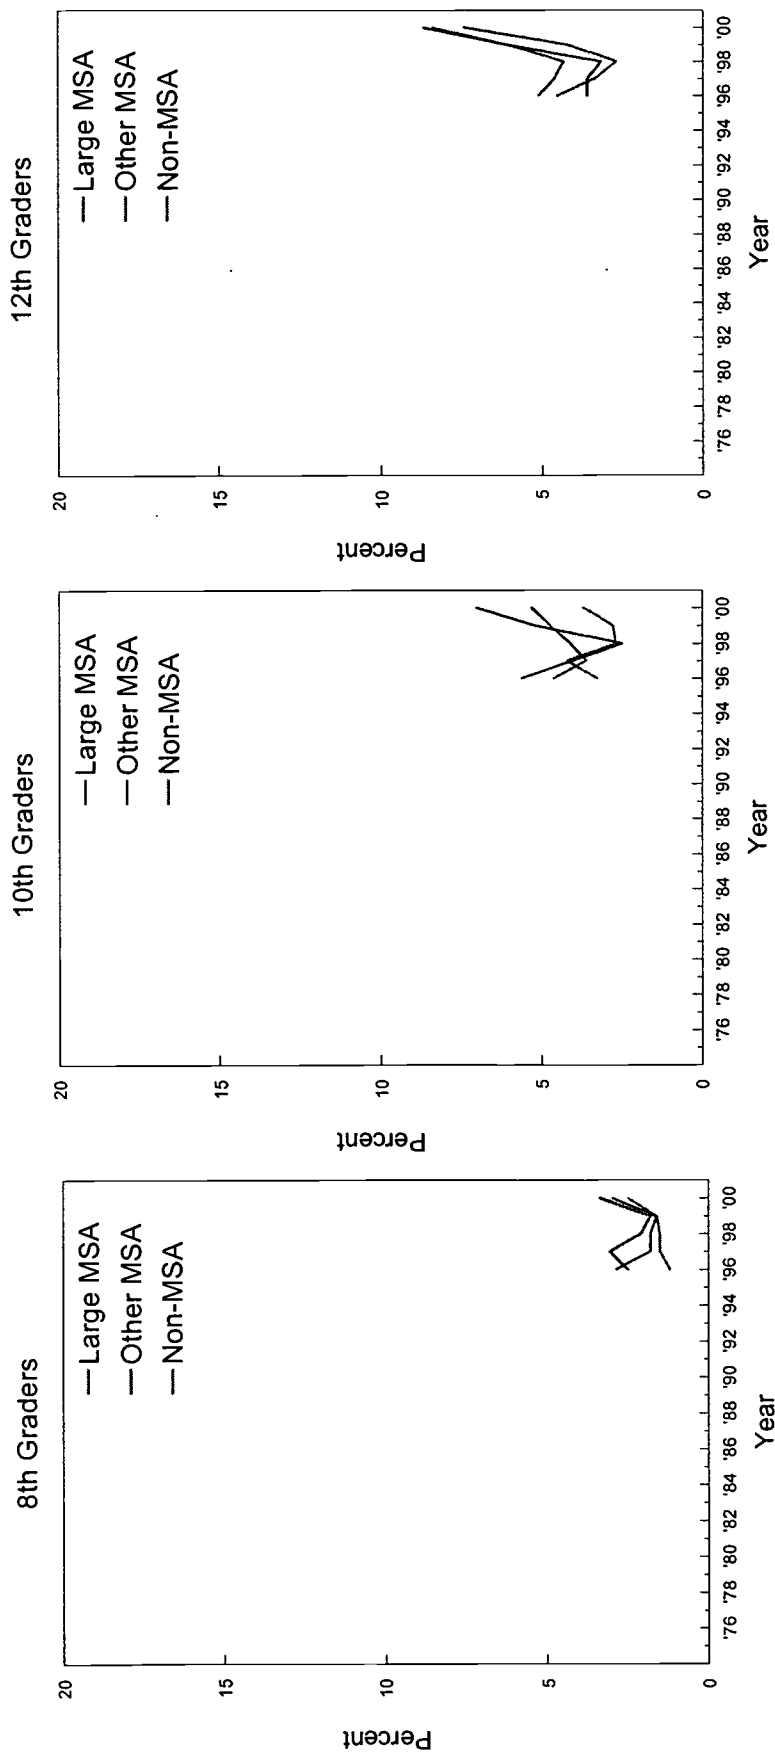 8th Graders
Percent
20
15
10
5
0
— Large MSA
— Other MSA
— Non-MSA
'76 '78 '80 '82 '84 '86 '88 '90 '92 '94 '96 '98 '00
Year
10th Graders
Percent
20
15
10
5
0
— Large MSA
— Other MSA
— Non-MSA
'76 '78 '80 '82 '84 '86 '88 '90 '92 '94 '96 '98 '00
Year
12th Graders
Percent
20
15
10
5
0
— Large MSA
— Other MSA
— Non-MSA
'76 '78 '80 '82 '84 '86 '88 '90 '92 '94 '96 '98 '00
Year